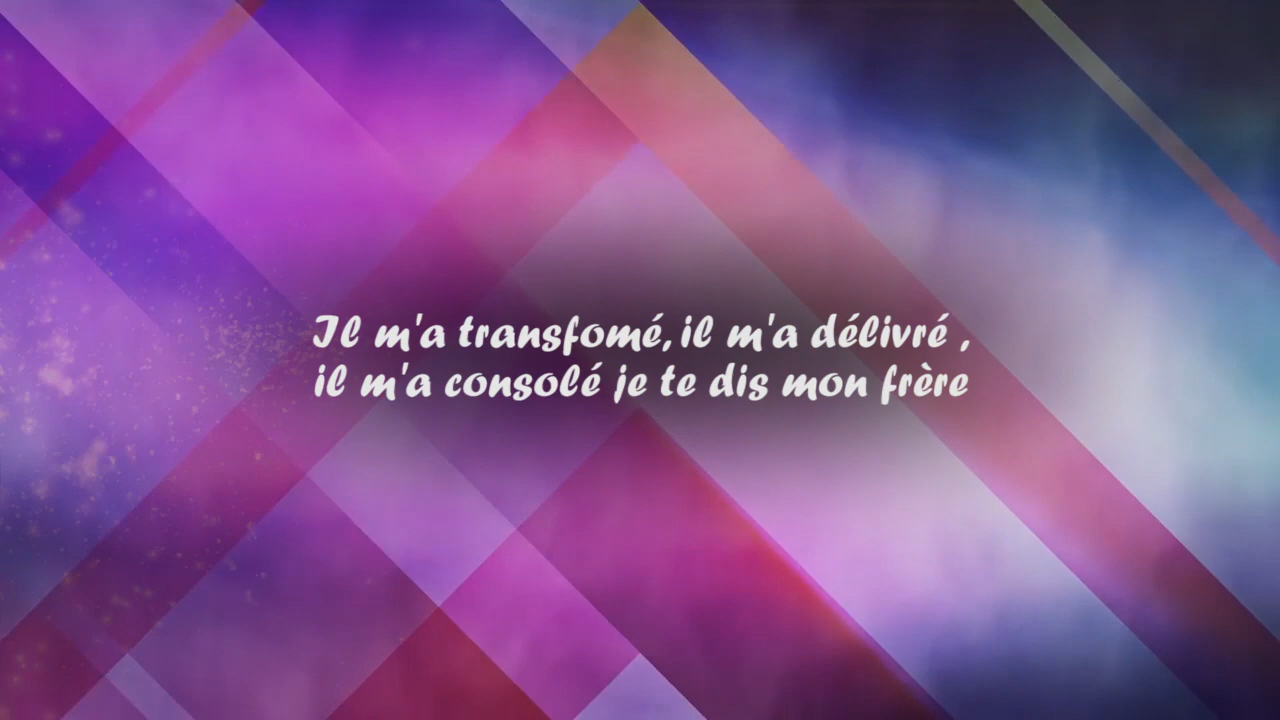 Il m'a transfomé, il m'a délivré ,
il m'a consolé je te dis mon frère